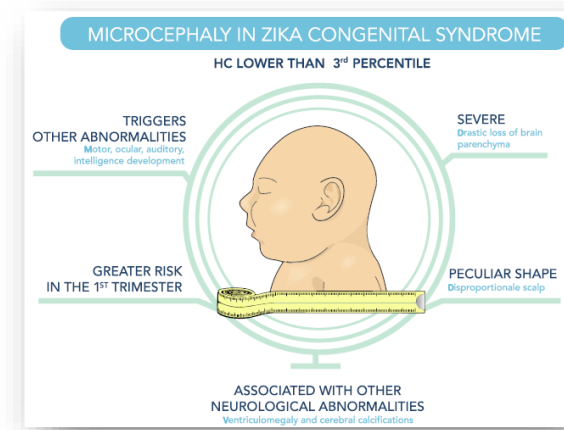 MICROCEPHALY IN ZIKA CONGENITAL SYNDROME
HC LOWER THAN 3rd PERCENTILE
TRIGGERS
OTHER ABNORMALITIES
Motor, ocular, auditory,
intelligence development
SEVERE
Drastic loss of brain
parenchyma
GREATER RISK
IN THE 1ST TRIMESTER
PECULIAR SHAPE
Disproportionale scalp
ASSOCIATED WITH OTHER
NEUROLOGICAL ABNORMALITIES
Ventriculomegaly and cerebral calcifications